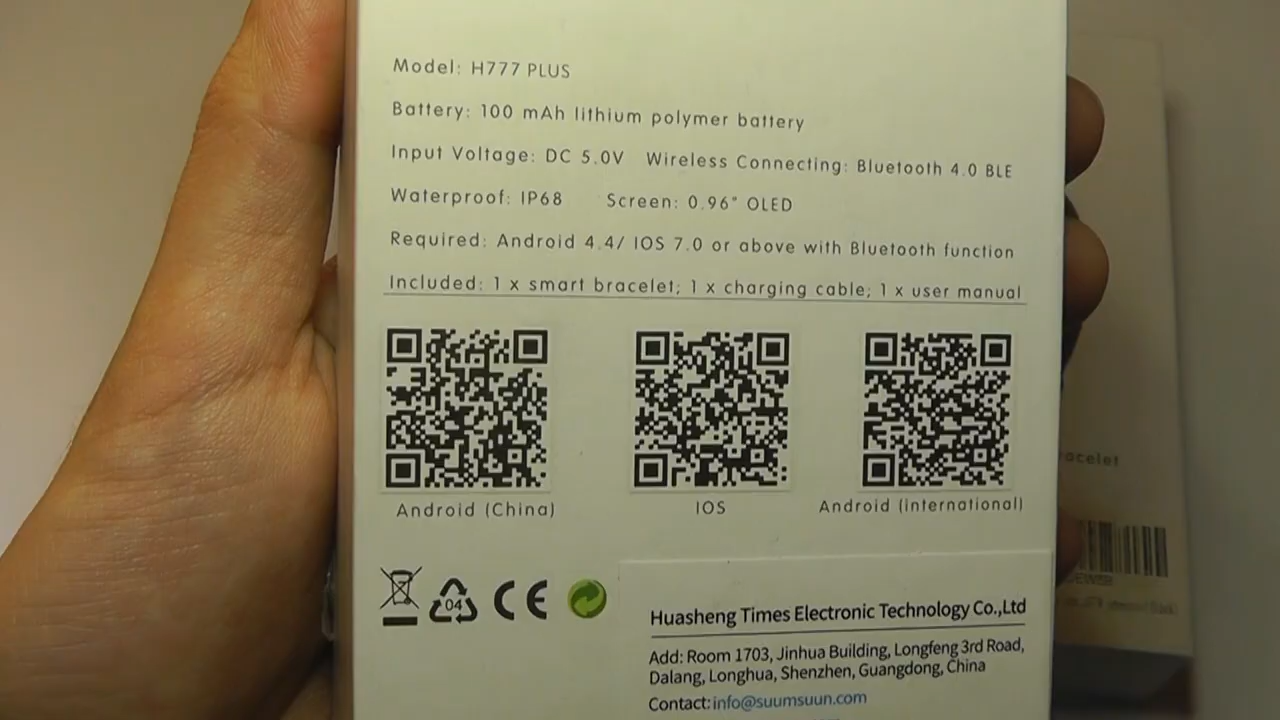 Model: H777 PLUS
Battery: 100 mAh lithium polymer battery
Input Voltage: DC 5.0V Wireless Connecting: Bluetooth 4.0 BLE
Waterproof: IP68 Screen: 0.96" OLED
Required: Android 4.4/ IOS 7.0 or above with Bluetooth function
Included: 1 x smart bracelet; 1 x charging cable; 1 x user manual
Android (China) IOS Android (international)
04 CE
Huasheng Times Electronic Technology Co.,Ltd
Add: Room 1703, Jinhua Building, Longfeng 3rd Road,
Dalang, Longhua, Shenzhen, Guangdong, China
Contact: info@suumsuun.com